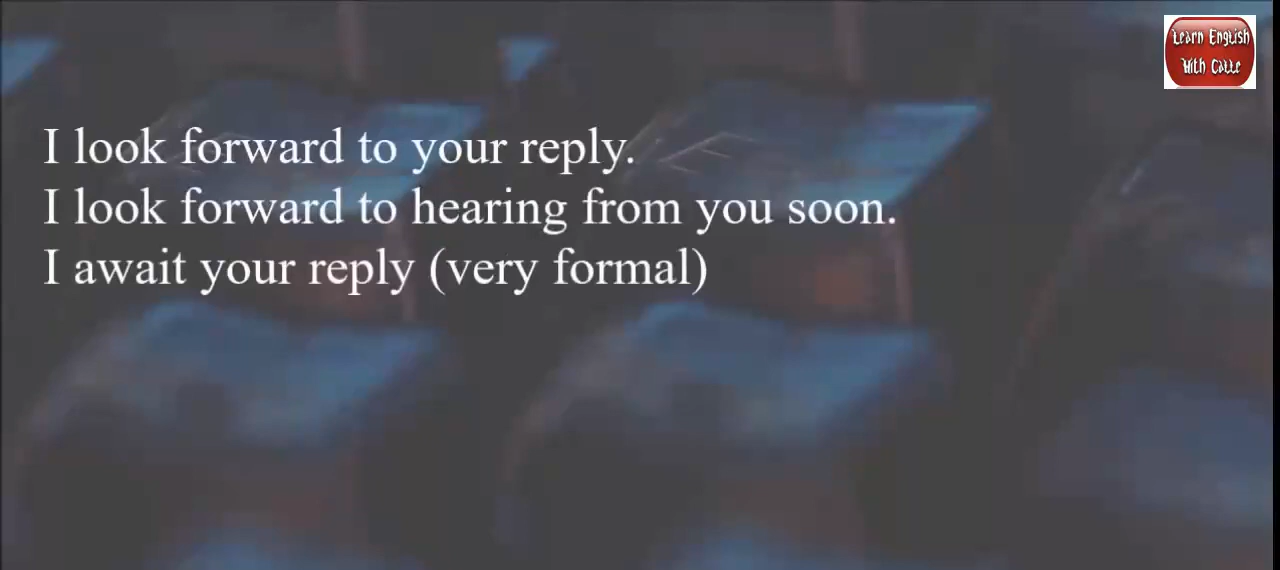 Learn English
With Catte
I look forward to your reply.
I look forward to hearing from you soon.
I await your reply (very formal)